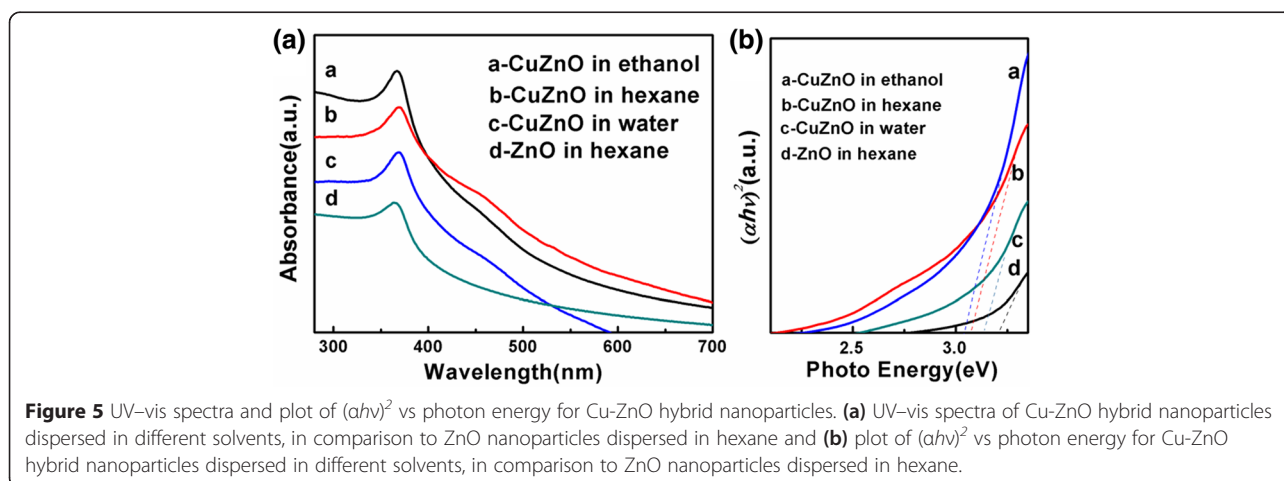 (a)
a
b
c
d
a-CuZnO in ethanol
b-CuZnO in hexane
c-CuZnO in water
d-ZnO in hexane
Absorbance(a.u.)
300 400 500 600 700
Wavelength(nm)
(b)
a-CuZnO in ethanol
b-CuZnO in hexane
c-CuZnO in water
d-ZnO in hexane
a
b
c
d
(αhν)² (a.u.)
2.5 3.0
Photo Energy(eV)
Figure 5 UV–vis spectra and plot of (αhν)² vs photon energy for Cu-ZnO hybrid nanoparticles. (a) UV–vis spectra of Cu-ZnO hybrid nanoparticles
dispersed in different solvents, in comparison to ZnO nanoparticles dispersed in hexane and (b) plot of (αhν)² vs photon energy for Cu-ZnO
hybrid nanoparticles dispersed in different solvents, in comparison to ZnO nanoparticles dispersed in hexane.